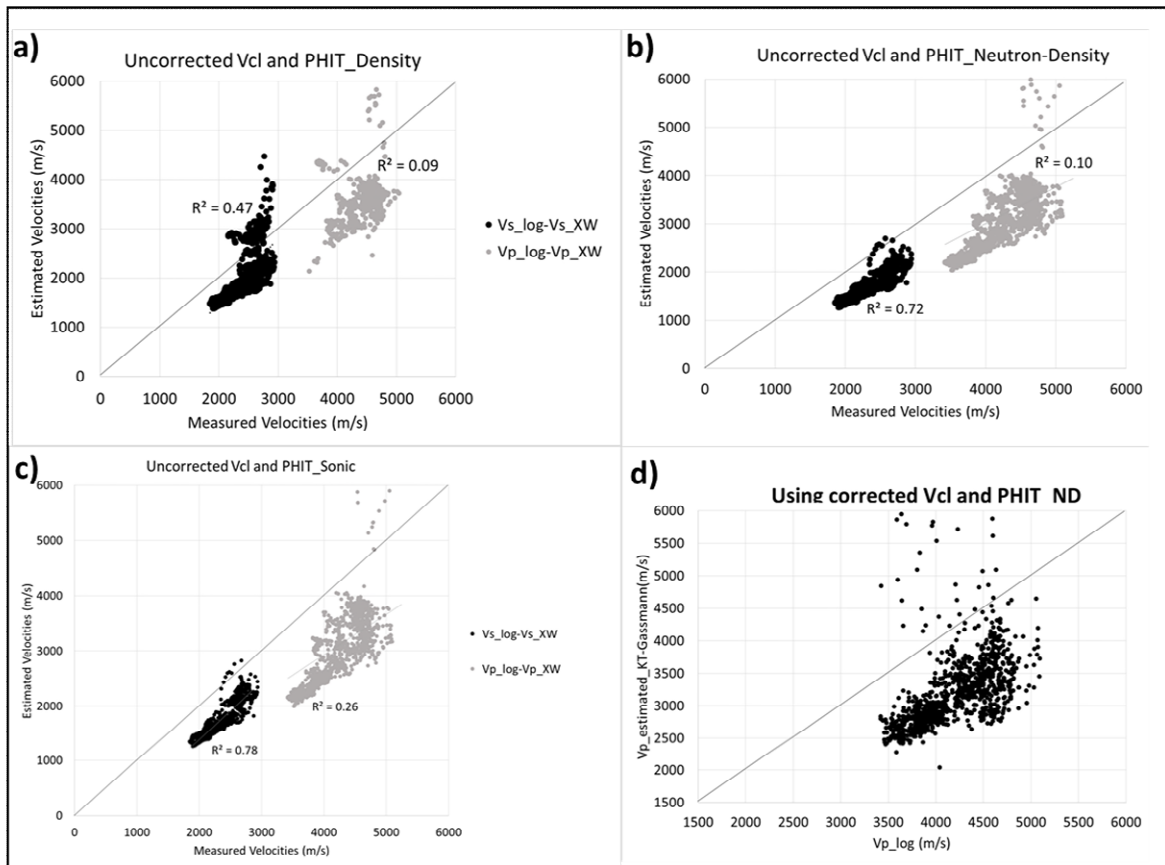 a)
Uncorrected Vcl and PHIT_Density
6000
5000
4000
3000
2000
1000
0
Estimated Velocities (m/s)
R² = 0.47
R² = 0.09
Vs_log-Vs_XW
Vp_log-Vp_XW
0 1000 2000 3000 4000 5000 6000
Measured Velocities (m/s)
b)
Uncorrected Vcl and PHIT_Neutron-Density
6000
5000
4000
3000
2000
1000
0
Estimated Velocities (m/s)
R² = 0.10
R² = 0.72
0 1000 2000 3000 4000 5000 6000
Measured Velocities (m/s)
c)
Uncorrected Vcl and PHIT_Sonic
6000
5000
4000
3000
2000
1000
0
Estimated Velocities (m/s)
Vs_log-Vs_XW
Vp_log-Vp_XW
R² = 0.26
R² = 0.78
0 1000 2000 3000 4000 5000 6000
Measured Velocities (m/s)
d)
Using corrected Vcl and PHIT ND
6000
5500
5000
4500
4000
3500
3000
2500
2000
1500
Vp_estimated_KT-Gassmann(m/s)
1500 2000 2500 3000 3500 4000 4500 5000 5500 6000
Vp_log (m/s)